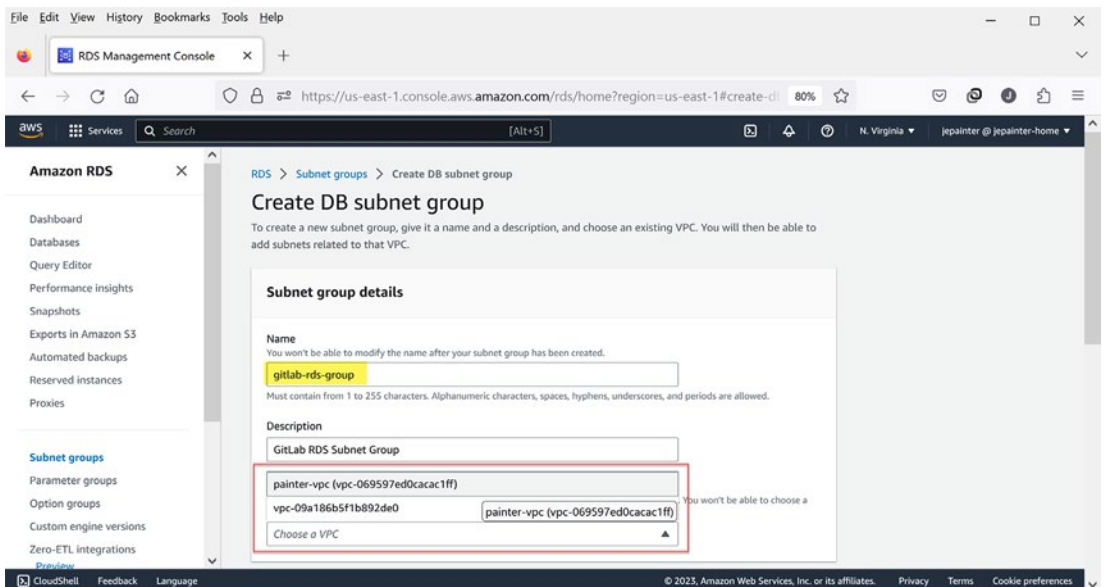 File Edit View History Bookmarks Tools Help
RDS Management Console
https://us-east-1.console.aws.amazon.com/rds/home?region=us-east-1#create-d
80%
aws Services Search [Alt+S] N. Virginia jepainter @ jepainter-home
Amazon RDS
Dashboard
Databases
Query Editor
Performance insights
Snapshots
Exports in Amazon S3
Automated backups
Reserved instances
Proxies
Subnet groups
Parameter groups
Option groups
Custom engine versions
Zero-ETL integrations
Preview
RDS > Subnet groups > Create DB subnet group
Create DB subnet group
To create a new subnet group, give it a name and a description, and choose an existing VPC. You will then be able to
add subnets related to that VPC.
Subnet group details
Name
You won't be able to modify the name after your subnet group has been created.
gitlab-rds-group
Must contain from 1 to 255 characters. Alphanumeric characters, spaces, hyphens, underscores, and periods are allowed.
Description
GitLab RDS Subnet Group
painter-vpc (vpc-069597ed0cacac1ff)
. You won't be able to choose a
vpc-09a186b5f1b892de0
painter-vpc (vpc-069597ed0cacac1ff)
Choose a VPC
CloudShell Feedback Language © 2023, Amazon Web Services, Inc. or its affiliates. Privacy Terms Cookie preferences